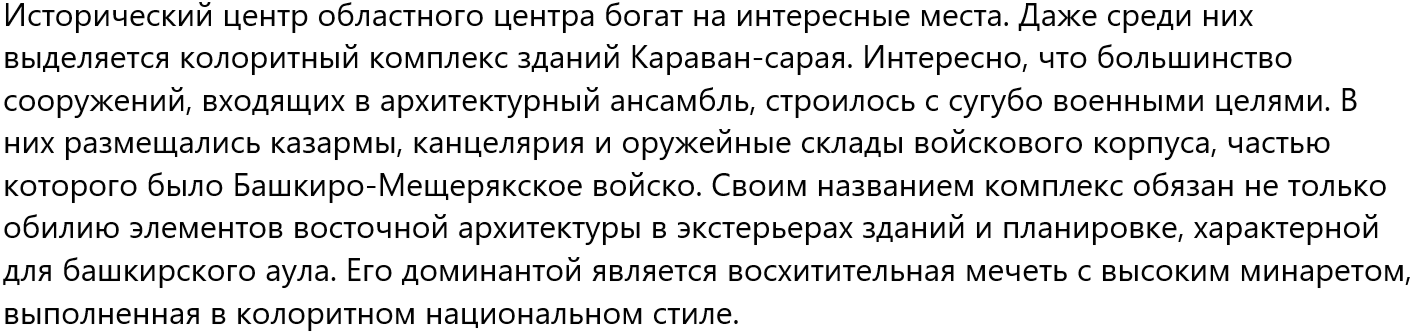 Исторический центр областного центра богат на интересные места. Даже среди них
выделяется колоритный комплекс зданий Караван-сарая. Интересно, что большинство
сооружений, входящих в архитектурный ансамбль, строилось с сугубо военными целями. В
них размещались казармы, канцелярия и оружейные склады войскового корпуса, частью
которого было Башкиро-Мещерякское войско. Своим названием комплекс обязан не только
обилию элементов восточной архитектуры в экстерьерах зданий и планировке, характерной
для башкирского аула. Его доминантой является восхитительная мечеть с высоким минаретом,
выполненная в колоритном национальном стиле.